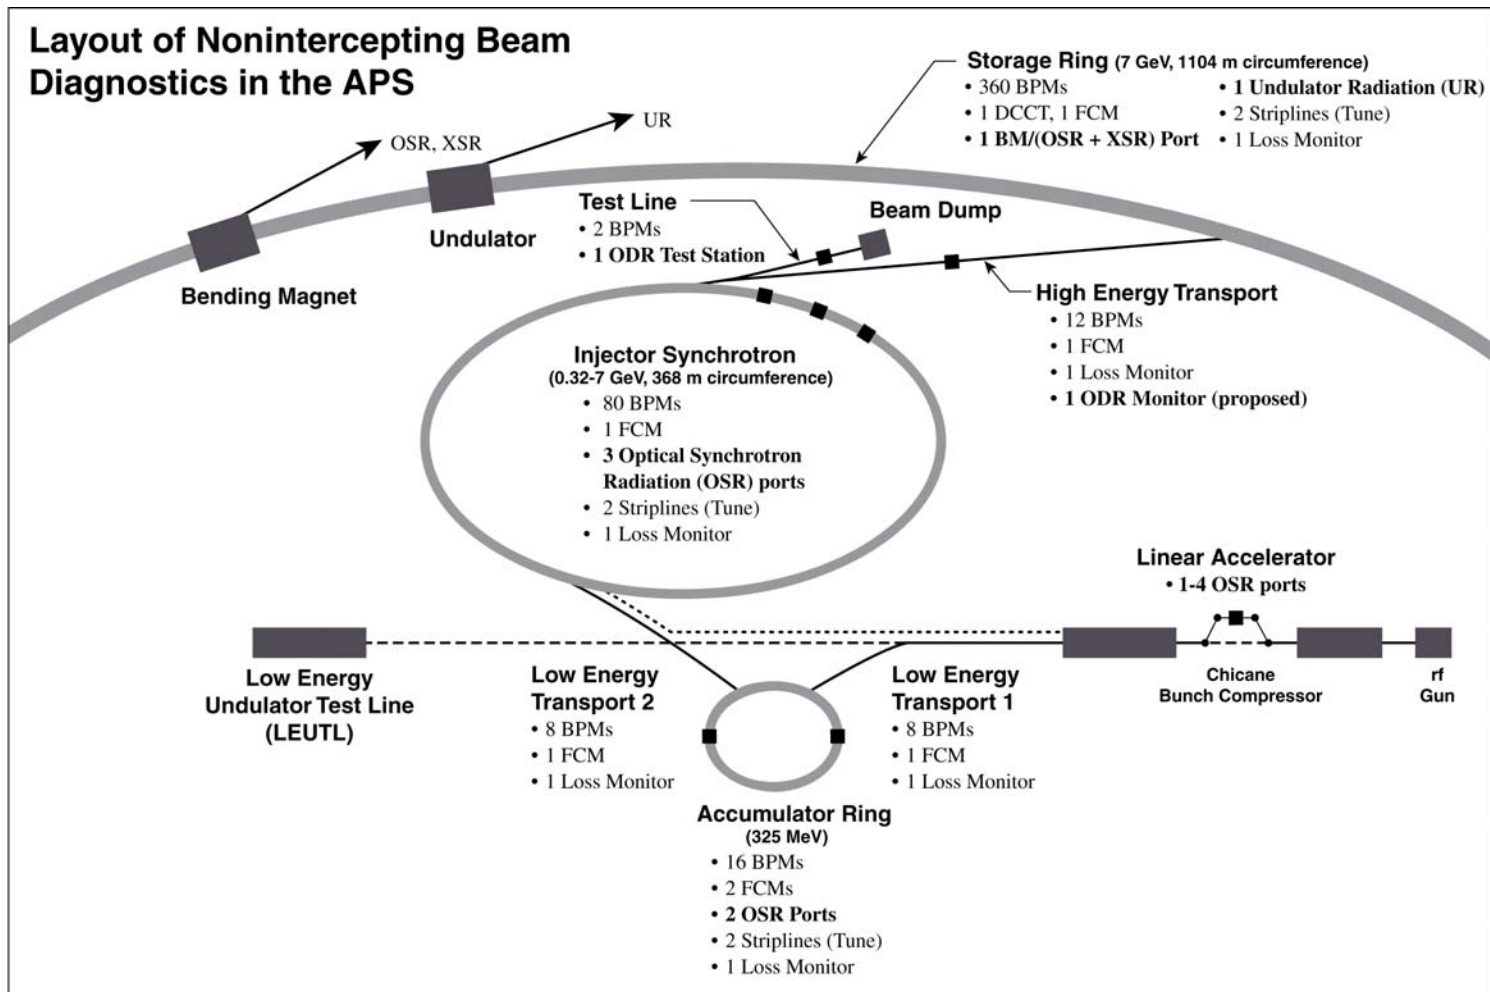 Layout of Nonintercepting Beam
Diagnostics in the APS
Storage Ring (7 GeV, 1104 m circumference)
• 360 BPMs
• 1 DCCT, 1 FCM
• 1 BM/(OSR + XSR) Port
• 1 Undulator Radiation (UR)
• 2 Striplines (Tune)
• 1 Loss Monitor
OSR, XSR
UR
Bending Magnet
Undulator
Test Line
• 2 BPMs
• 1 ODR Test Station
Beam Dump
High Energy Transport
• 12 BPMs
• 1 FCM
• 1 Loss Monitor
• 1 ODR Monitor (proposed)
Injector Synchrotron
(0.32-7 GeV, 368 m circumference)
• 80 BPMs
• 1 FCM
• 3 Optical Synchrotron
Radiation (OSR) ports
• 2 Striplines (Tune)
• 1 Loss Monitor
Linear Accelerator
• 1-4 OSR ports
Low Energy
Undulator Test Line
(LEUTL)
Low Energy
Transport 2
• 8 BPMs
• 1 FCM
• 1 Loss Monitor
Low Energy
Transport 1
• 8 BPMs
• 1 FCM
• 1 Loss Monitor
Chicane
Bunch Compressor
rf
Gun
Accumulator Ring
(325 MeV)
• 16 BPMs
• 2 FCMs
• 2 OSR Ports
• 2 Striplines (Tune)
• 1 Loss Monitor